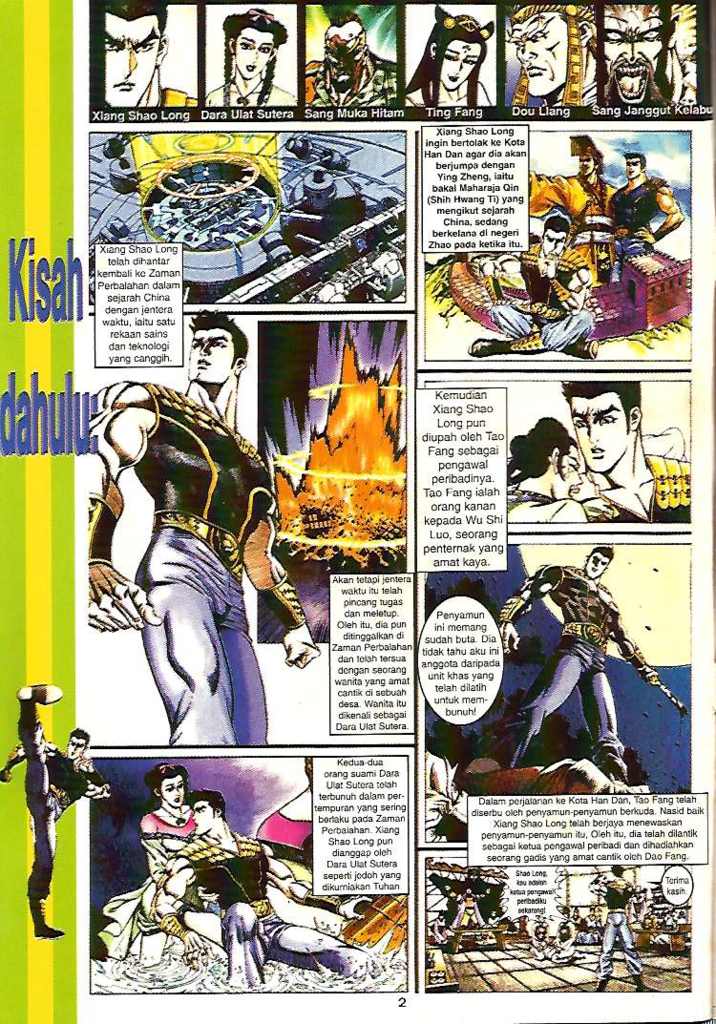 Xiang Shao Long
Dara Ulat Sutera
Sang Muka Hitam
Ting Fang
Dou Liang
Sang Janggut Kelabu
Kisah
dahulu:
Xiang Shao Long
telah dihantar
kembali ke Zaman
Perbalahan dalam
sejarah China
dengan jentera
waktu, iaitu satu
rekaan sains
dan teknologi
yang canggih.
Akan tetapi jentera
waktu itu telah
pincang tugas
dan meletup.
Oleh itu, dia pun
ditinggalkan di
Zaman Perbalahan
dan telah tersua
dengan seorang
wanita yang amat
cantik di sebuah
desa. Wanita itu
dikenali sebagai
Dara Ulat Sutera.
Kedua-dua
orang suami Dara
Ulat Sutera telah
terbunuh dalam per-
tempuran yang sering
berlaku pada Zaman
Perbalahan. Xiang
Shao Long pun
dianggap oleh
Dara Ulat Sutera
seperti jodoh yang
dikurniakan Tuhan
Xiang Shao Long
ingin bertolak ke Kota
Han Dan agar dia akan
berjumpa dengan
Ying Zheng, iaitu
bakal Maharaja Qin
(Shih Hwang Ti) yang
mengikut sejarah
China, sedang
berkelana di negeri
Zhao pada ketika itu.
Kemudian
Xiang Shao
Long pun
diupah oleh Tao
Fang sebagai
pengawal
peribadinya.
Tao Fang ialah
orang kanan
kepada Wu Shi
Luo, seorang
penternak yang
amat kaya.
Penyamun
ini memang
sudah buta. Dia
tidak tahu aku ini
anggota daripada
unit khas yang
telah dilatih
untuk mem-
bunuh!
Dalam perjalanan ke Kota Han Dan, Tao Fang telah
diserbu oleh penyamun-penyamun berkuda. Nasid baik
Xiang Shao Long telah berjaya menewaskan
penyamun-penyamun itu, Oleh itu, dia telah dilantik
sebagai ketua pengawal peribadi dan dihadiahkan
seorang gadis yang amat cantik oleh Dao Fang.
Shao Long,
kau adalah
ketua pengawal
peribadiku
sekarang!
Terima
kasih.
2